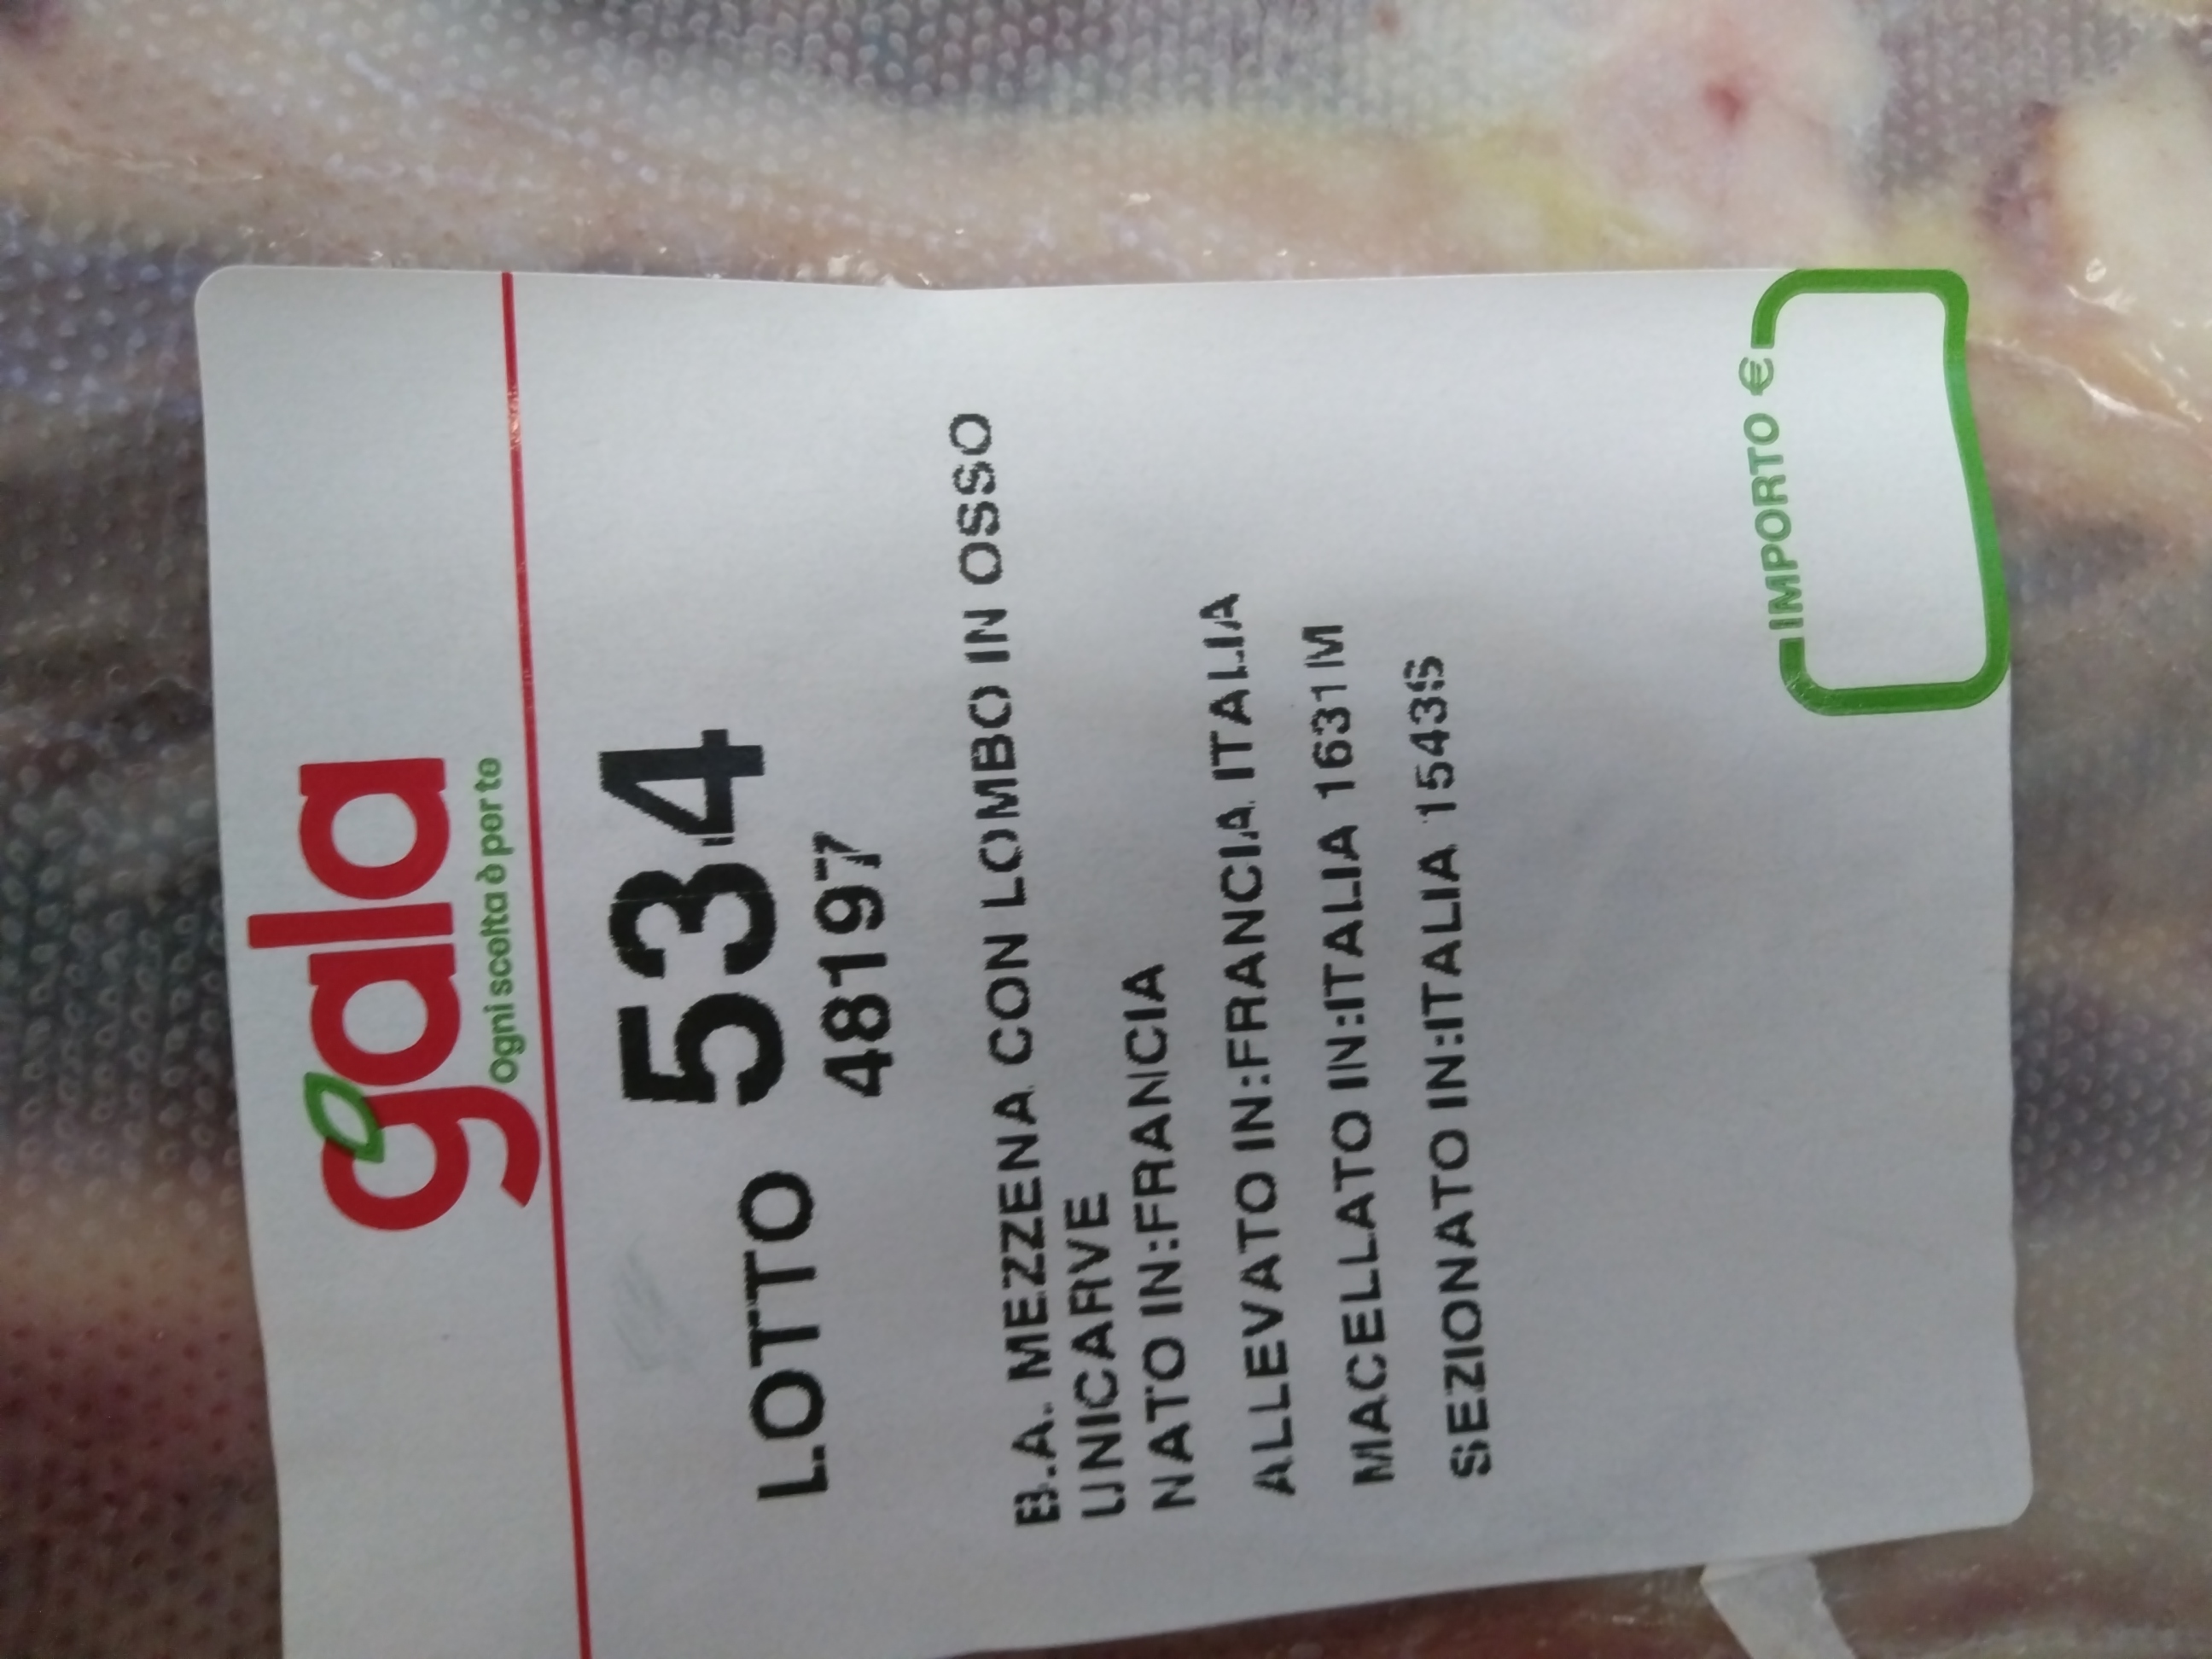 gala
ogni scelta è per te
LOTTO 534
48197
B.A. MEZZENA CON LOMBO IN OSSO
UNICARVE
NATO IN:FRANCIA
ALLEVATO IN:FRANCIA ITALIA
MACELLATO IN:ITALIA 1631M
SEZIONATO IN:ITALIA 1543S
IMPORTO €